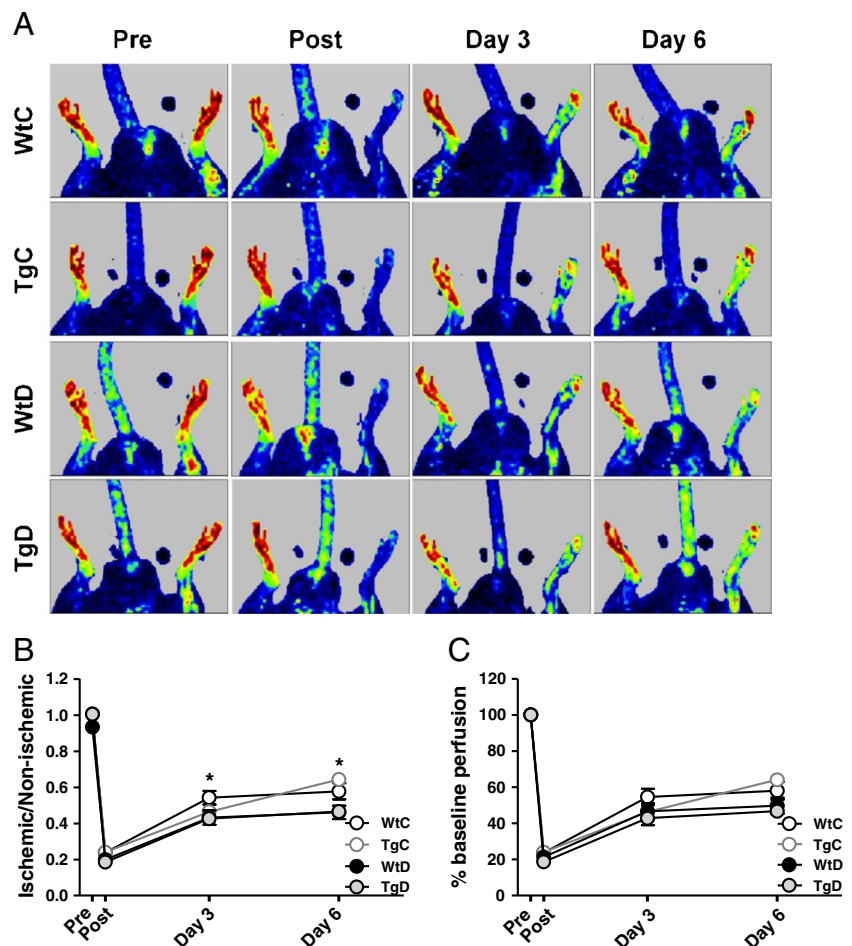 A
Pre Post Day 3 Day 6
WtC
TgC
WtD
TgD
B
Ischemic/Non-ischemic
1.2
1.0
0.8
0.6
0.4
0.2
0.0
* *
WtC
TgC
WtD
TgD
Pre Post Day 3 Day 6
C
% baseline perfusion
120
100
80
60
40
20
0
WtC
TgC
WtD
TgD
Pre Post Day 3 Day 6